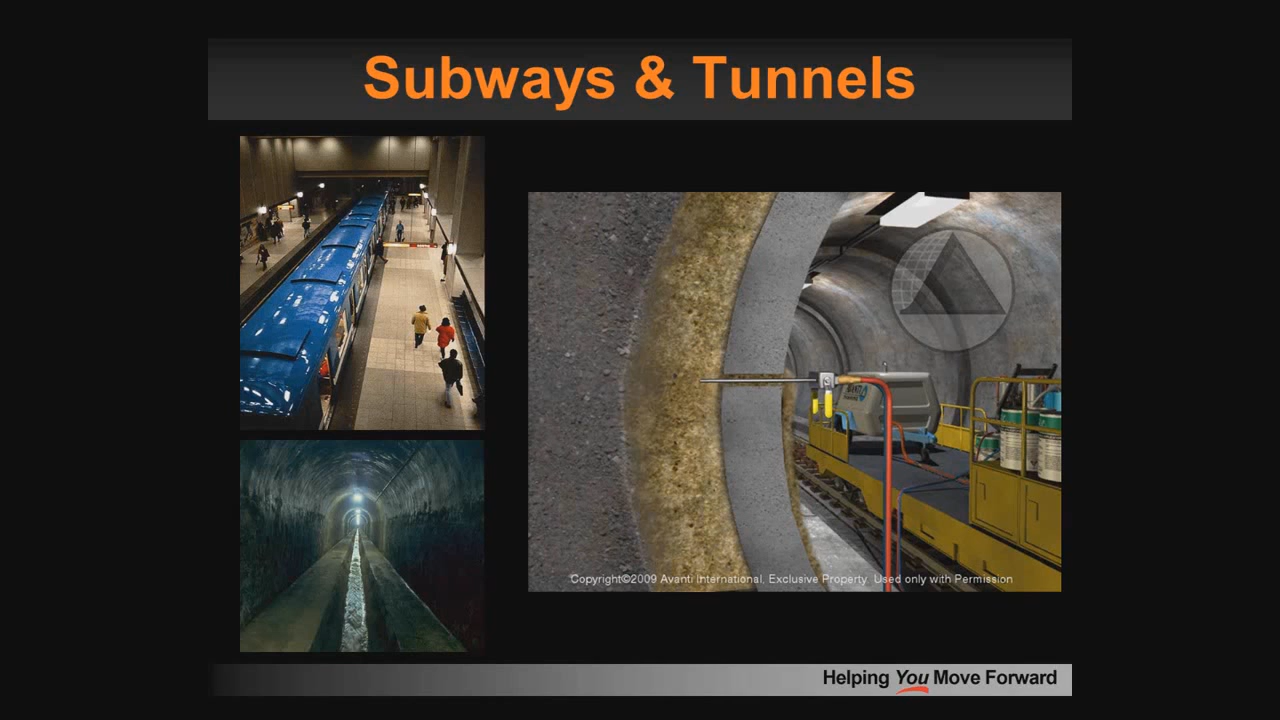 Subways & Tunnels
Copyright©2009 Avanti International. Exclusive Property. Used only with Permission
Helping You Move Forward